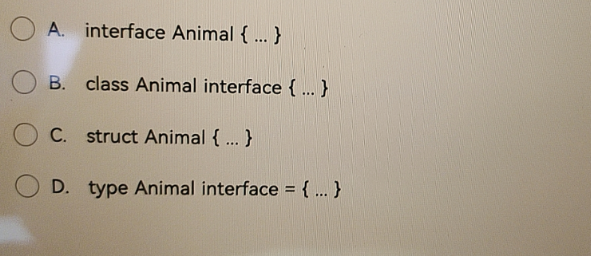 A. interface Animal { ... }
B. class Animal interface { ... }
C. struct Animal { ... }
D. type Animal interface = { ... }